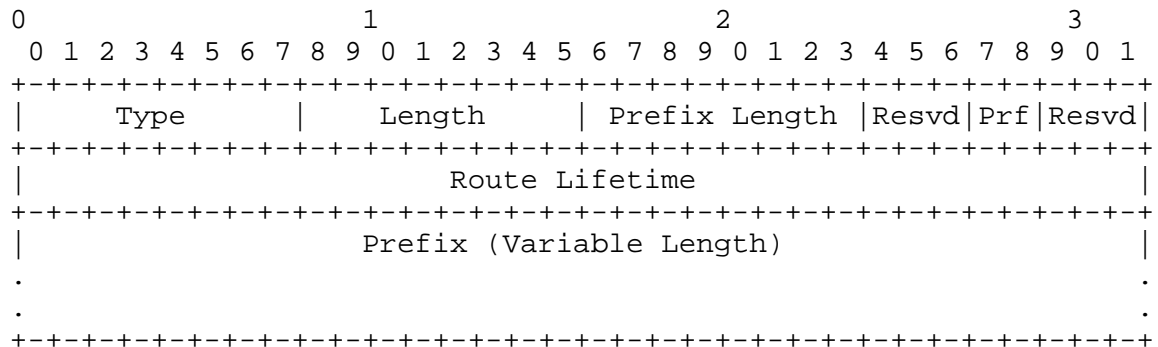 0                   1                   2                   3
 0 1 2 3 4 5 6 7 8 9 0 1 2 3 4 5 6 7 8 9 0 1 2 3 4 5 6 7 8 9 0 1
+-+-+-+-+-+-+-+-+-+-+-+-+-+-+-+-+-+-+-+-+-+-+-+-+-+-+-+-+-+-+-+-+
|     Type      |    Length     | Prefix Length |Resvd|Prf|Resvd|
+-+-+-+-+-+-+-+-+-+-+-+-+-+-+-+-+-+-+-+-+-+-+-+-+-+-+-+-+-+-+-+-+
|                        Route Lifetime                         |
+-+-+-+-+-+-+-+-+-+-+-+-+-+-+-+-+-+-+-+-+-+-+-+-+-+-+-+-+-+-+-+-+
|                   Prefix (Variable Length)                    |
.                                                               .
.                                                               .
+-+-+-+-+-+-+-+-+-+-+-+-+-+-+-+-+-+-+-+-+-+-+-+-+-+-+-+-+-+-+-+-+